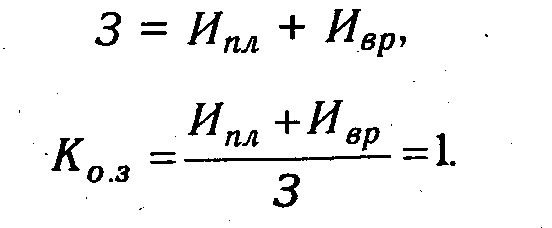 З = И_пл + И_вр,
К_о.з = (И_пл + И_вр) / З = 1.